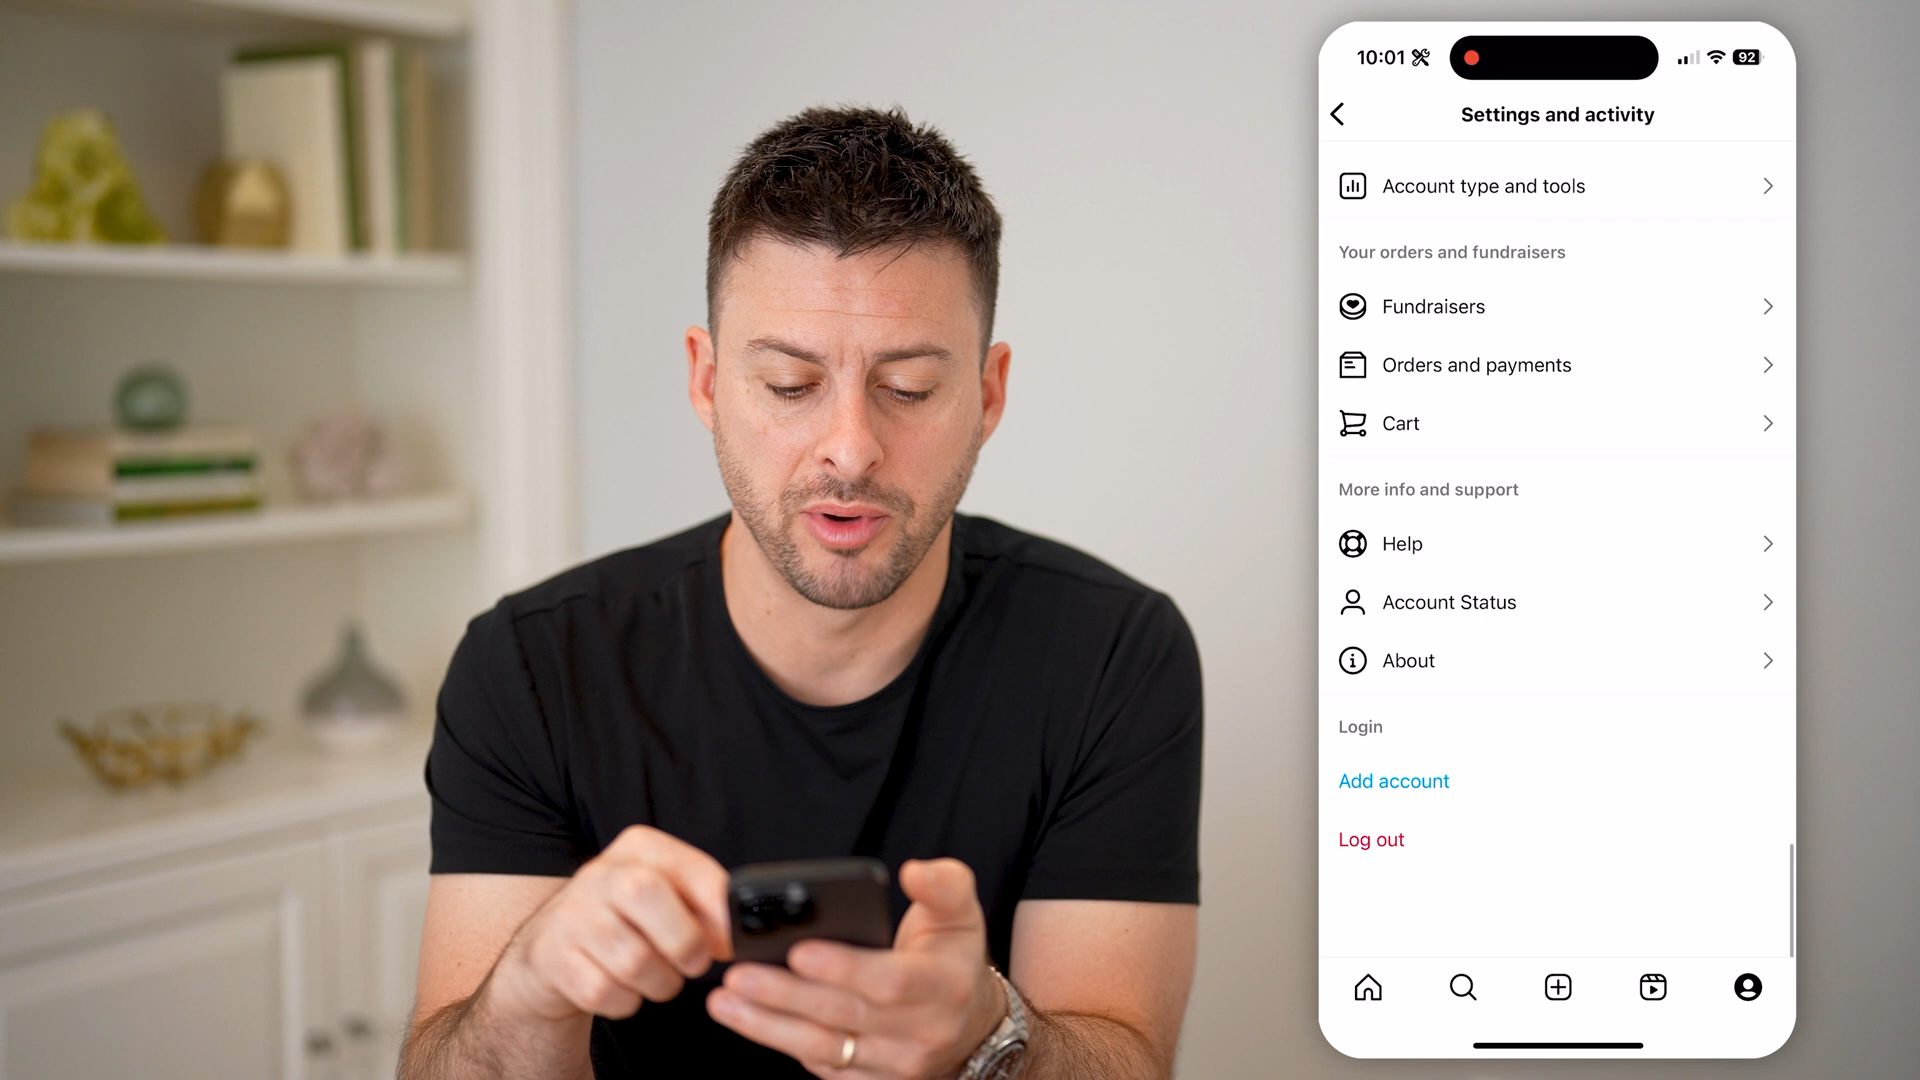 10:01
92
Settings and activity
Account type and tools
Your orders and fundraisers
Fundraisers
Orders and payments
Cart
More info and support
Help
Account Status
About
Login
Add account
Log out